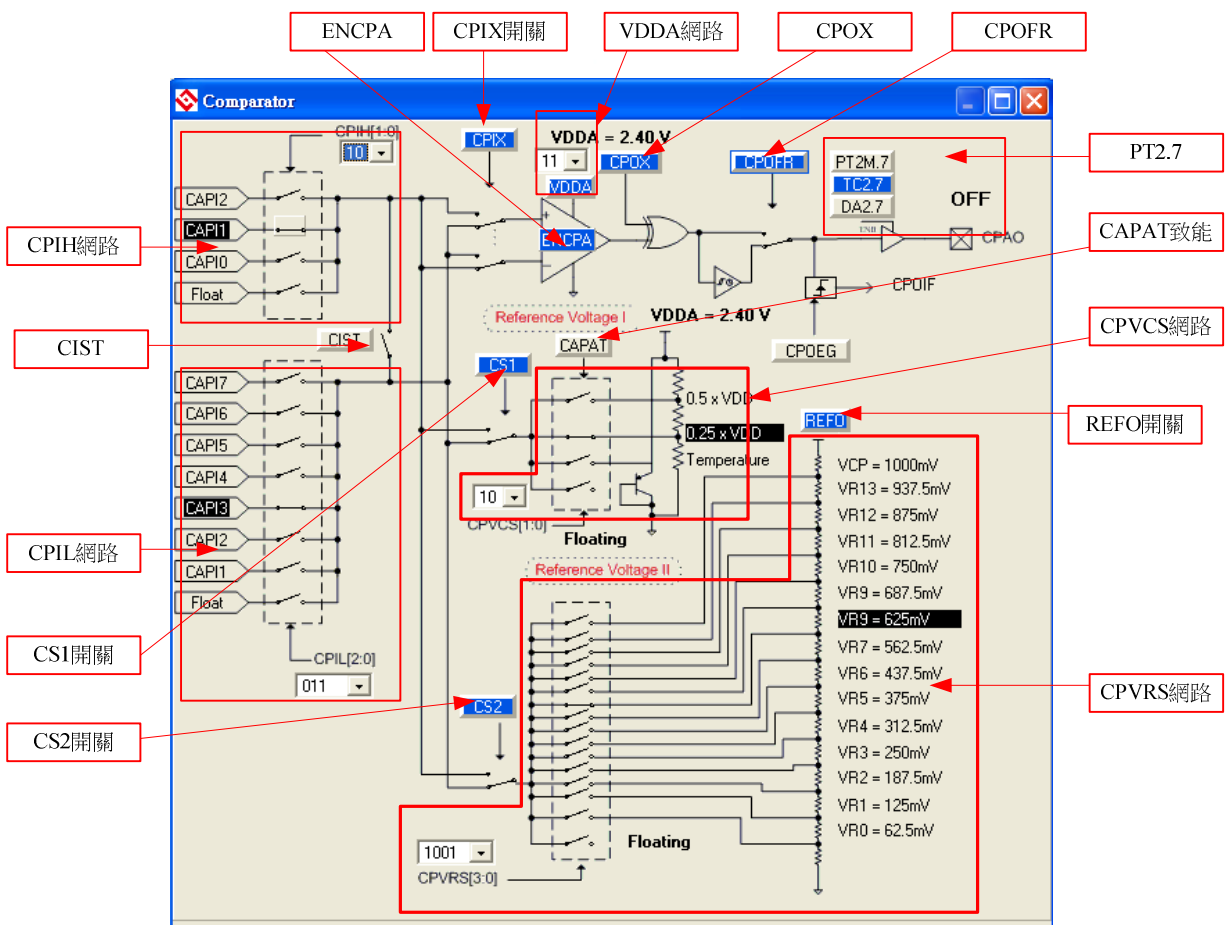 ENCPA
CPIX開關
VDDA網路
CPOX
CPOFR
Comparator
CPIH[1:0]
10
CPIX
VDDA = 2.40 V
11
CPOX
VDDA
CPOFR
PT2M.7
TC2.7
DA2.7
OFF
PT2.7
CAPI2
CAPI1
CAPI0
Float
+
ENCPA
CPAO
CPIH網路
CAPAT致能
CPOIF
Reference Voltage I
VDDA = 2.40 V
CIST
CIST
CAPAT
CPOEG
CPVCS網路
CAPI7
CAPI6
CAPI5
CAPI4
CAPI3
CAPI2
CAPI1
Float
CS1
0.5 x VDD
0.25 x VDD
Temperature
REFO
REFO開關
10
CPVCS[1:0]
Floating
CPIL網路
Reference Voltage II
VCP = 1000mV
VR13 = 937.5mV
VR12 = 875mV
VR11 = 812.5mV
VR10 = 750mV
VR9 = 687.5mV
VR9 = 625mV
VR7 = 562.5mV
VR6 = 437.5mV
VR5 = 375mV
VR4 = 312.5mV
VR3 = 250mV
VR2 = 187.5mV
VR1 = 125mV
VR0 = 62.5mV
CS1開關
CPIL[2:0]
011
CPVRS網路
CS2
CS2開關
1001
Floating
CPVRS[3:0]